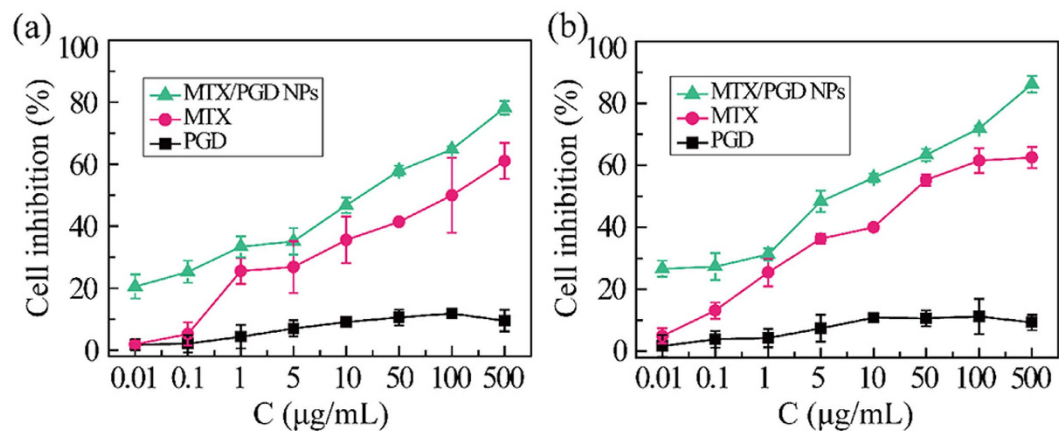 (a)
100
80
60
40
20
0
Cell inhibition (%)
MTX/PGD NPs
MTX
PGD
0.01 0.1 1 5 10 50 100 500
C (μg/mL)
(b)
100
80
60
40
20
0
Cell inhibition (%)
MTX/PGD NPs
MTX
PGD
0.01 0.1 1 5 10 50 100 500
C (μg/mL)